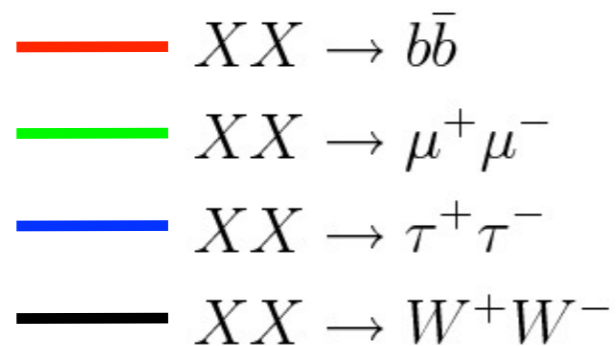 XX → bb̄
XX → μ⁺μ⁻
XX → τ⁺τ⁻
XX → W⁺W⁻